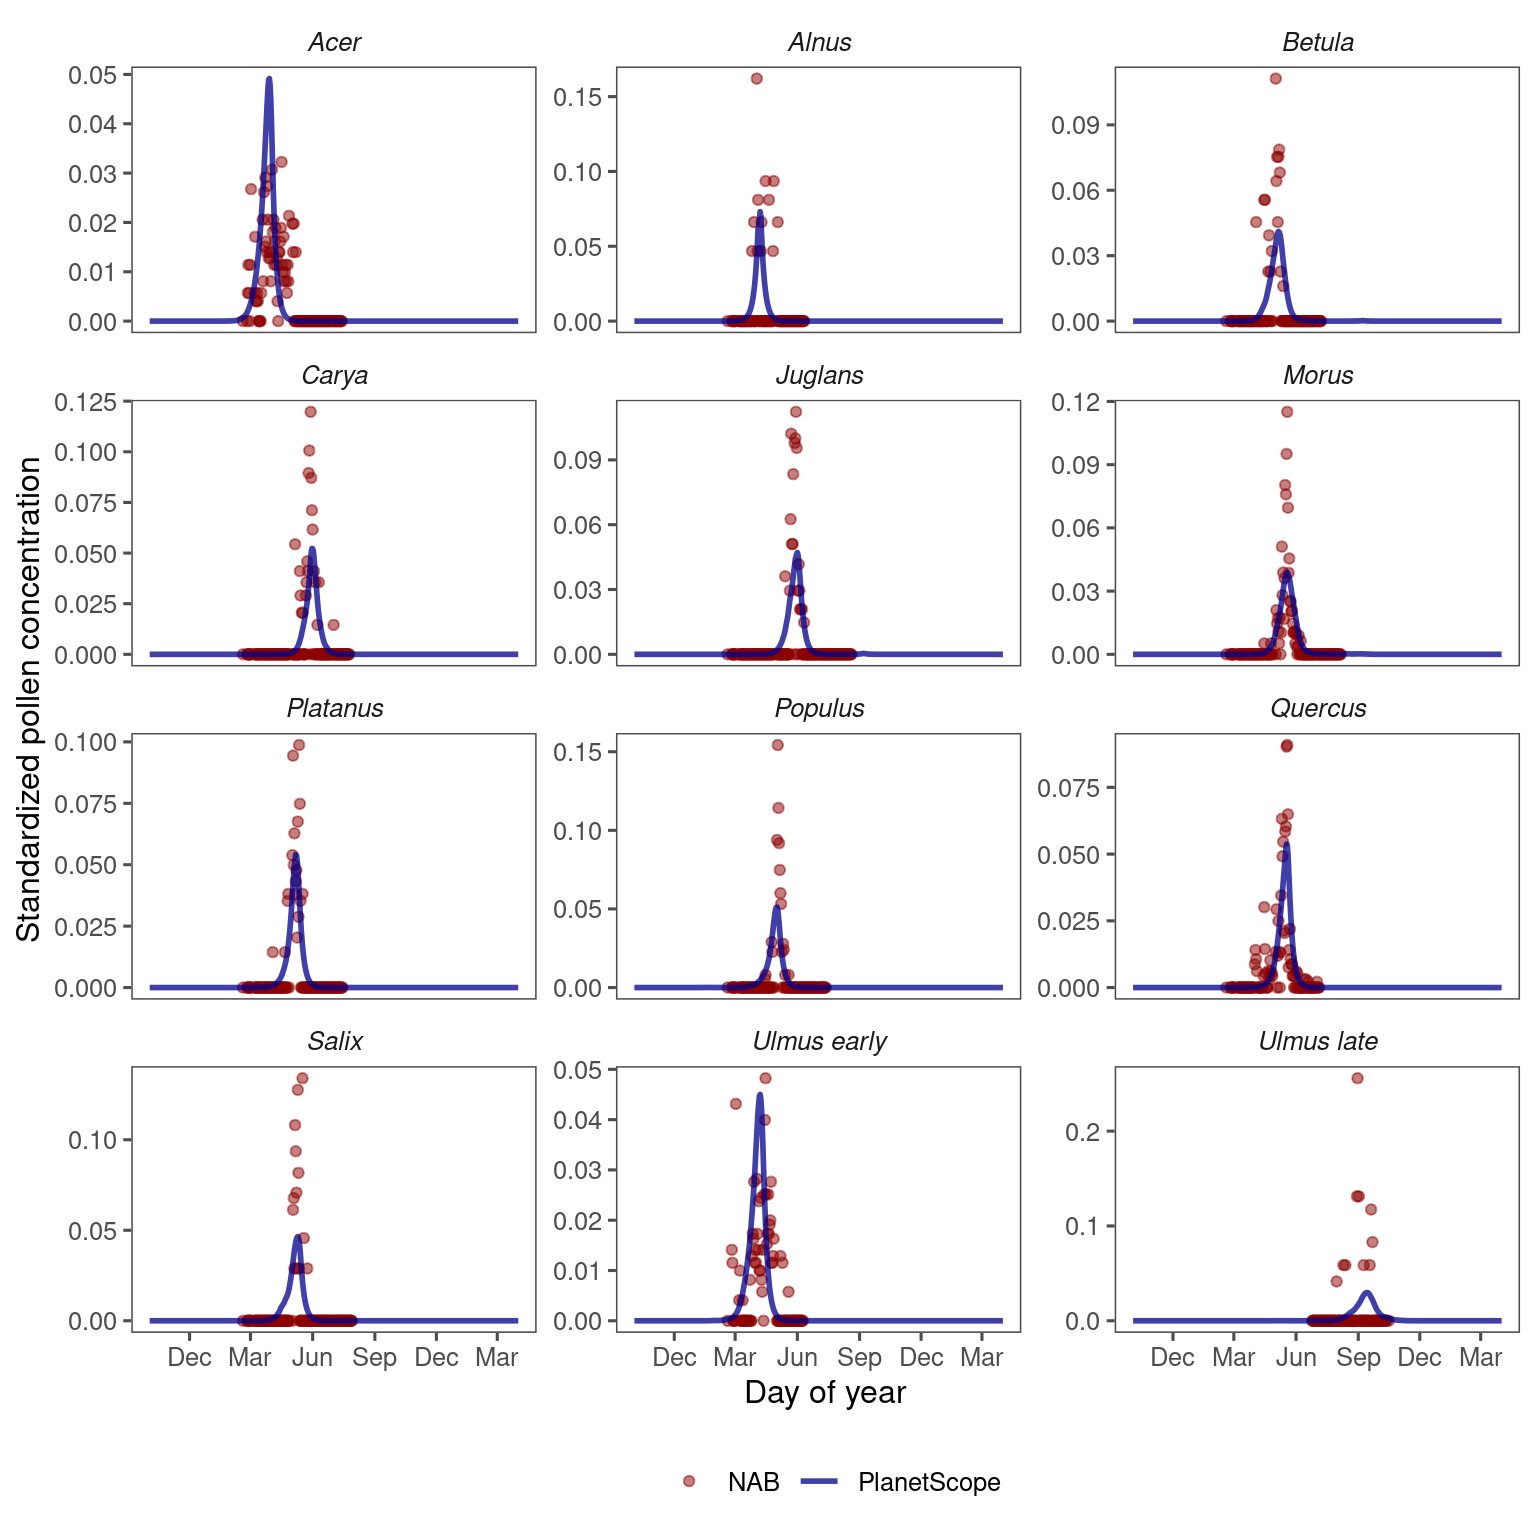 Acer Alnus Betula
0.05 0.15 0.09
0.04 0.10 0.06
0.03 0.05 0.03
0.02 0.00 0.00
0.01
0.00
Carya Juglans Morus
0.125 0.09 0.12
0.100 0.06 0.09
0.075 0.03 0.06
0.050 0.00 0.03
0.025 0.00
0.000
Standardized pollen concentration
Platanus Populus Quercus
0.100 0.15 0.075
0.075 0.10 0.050
0.050 0.05 0.025
0.025 0.00 0.000
0.000
Salix Ulmus early Ulmus late
0.10 0.05 0.2
0.05 0.04 0.1
0.00 0.03 0.0
0.02
0.01
0.00
Dec Mar Jun Sep Dec Mar Dec Mar Jun Sep Dec Mar Dec Mar Jun Sep Dec Mar
Day of year
NAB PlanetScope